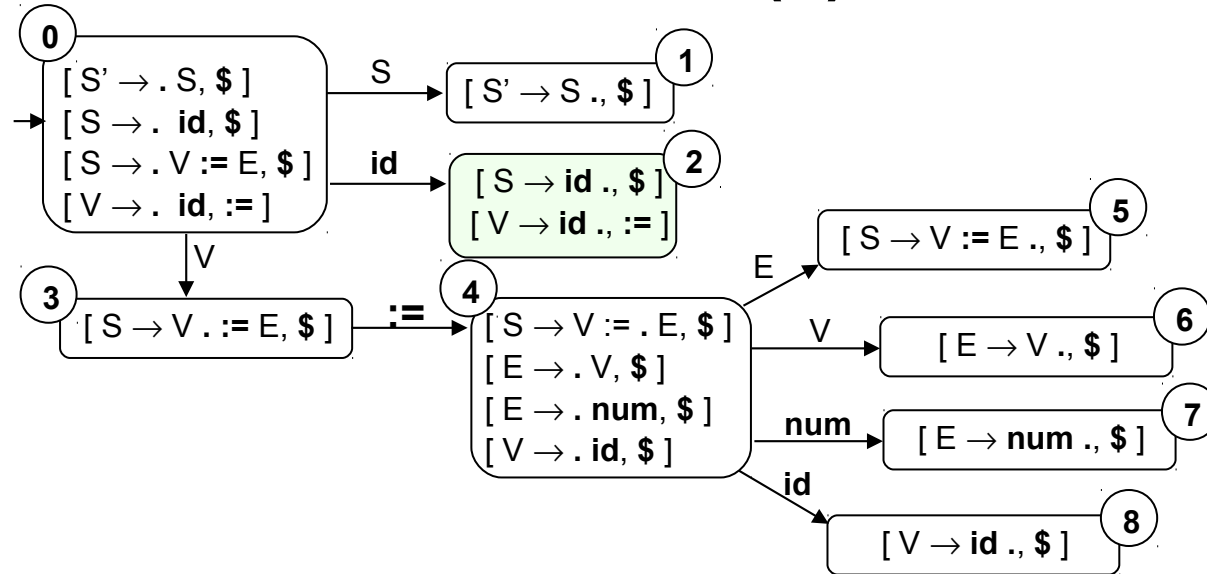 0
[ S’ → . S, $ ]
[ S → . id, $ ]
[ S → . V := E, $ ]
[ V → . id, := ]
S
1
[ S’ → S ., $ ]
id
2
[ S → id ., $ ]
[ V → id ., := ]
V
3
[ S → V . := E, $ ]
:=
4
[ S → V := . E, $ ]
[ E → . V, $ ]
[ E → . num, $ ]
[ V → . id, $ ]
E
5
[ S → V := E ., $ ]
V
6
[ E → V ., $ ]
num
7
[ E → num ., $ ]
id
8
[ V → id ., $ ]